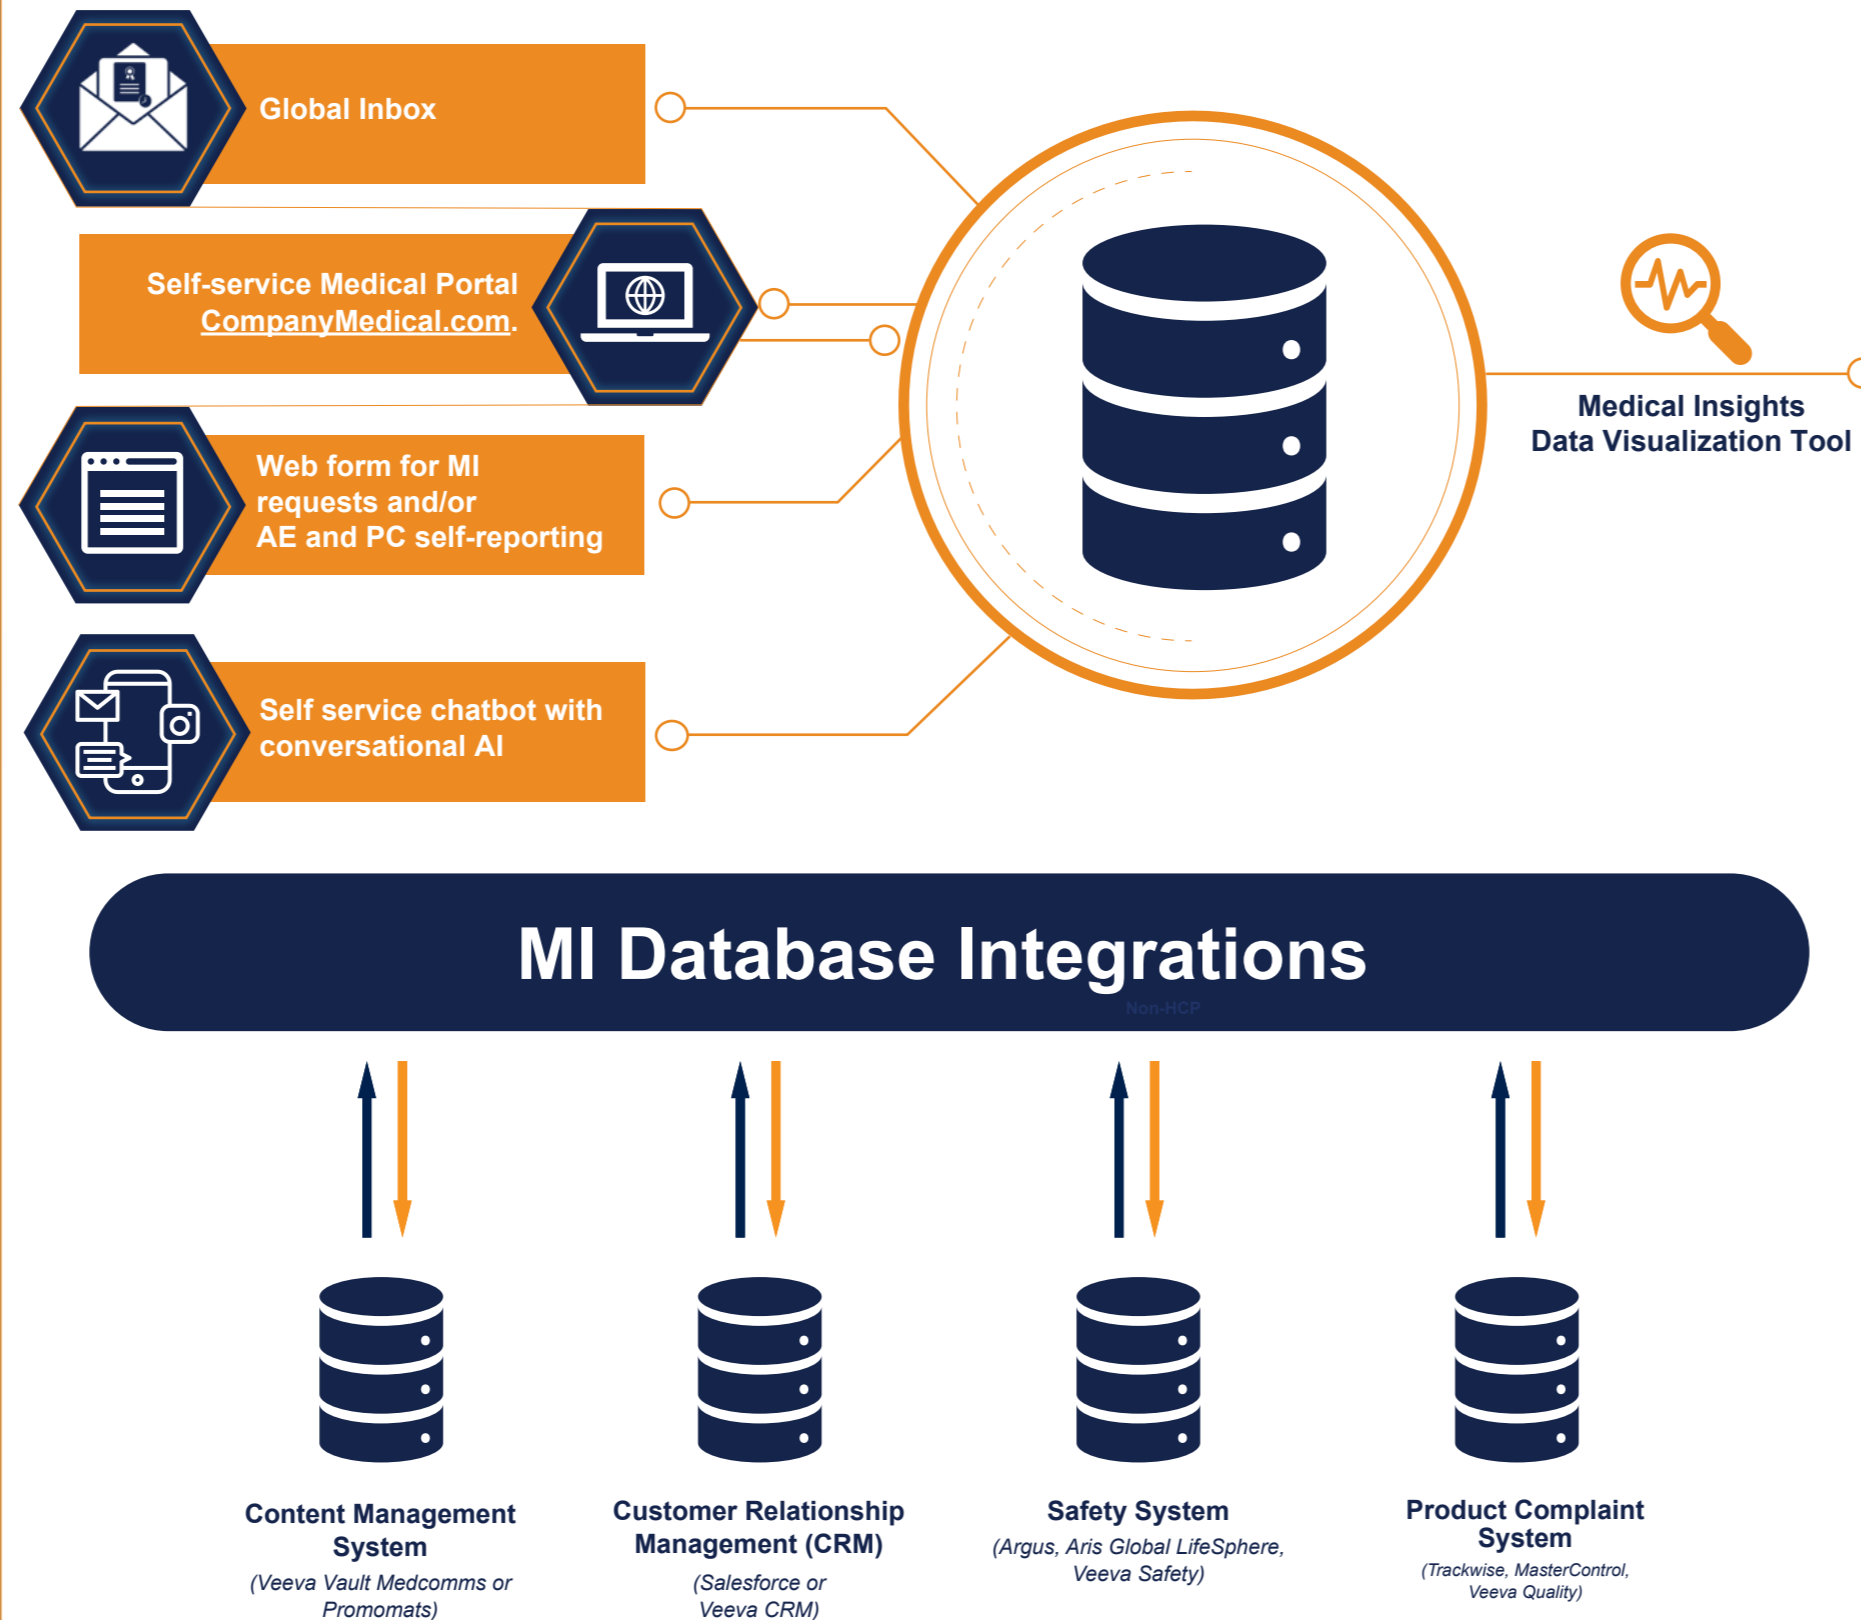 Global Inbox
Self-service Medical Portal
CompanyMedical.com.
Web form for MI
requests and/or
AE and PC self-reporting
Self service chatbot with
conversational AI
Medical Insights
Data Visualization Tool
MI Database Integrations
Non-HCP
Content Management
System
(Veeva Vault Medcomms or
Promomats)
Customer Relationship
Management (CRM)
(Salesforce or
Veeva CRM)
Safety System
(Argus, Aris Global LifeSphere,
Veeva Safety)
Product Complaint
System
(Trackwise, MasterControl,
Veeva Quality)